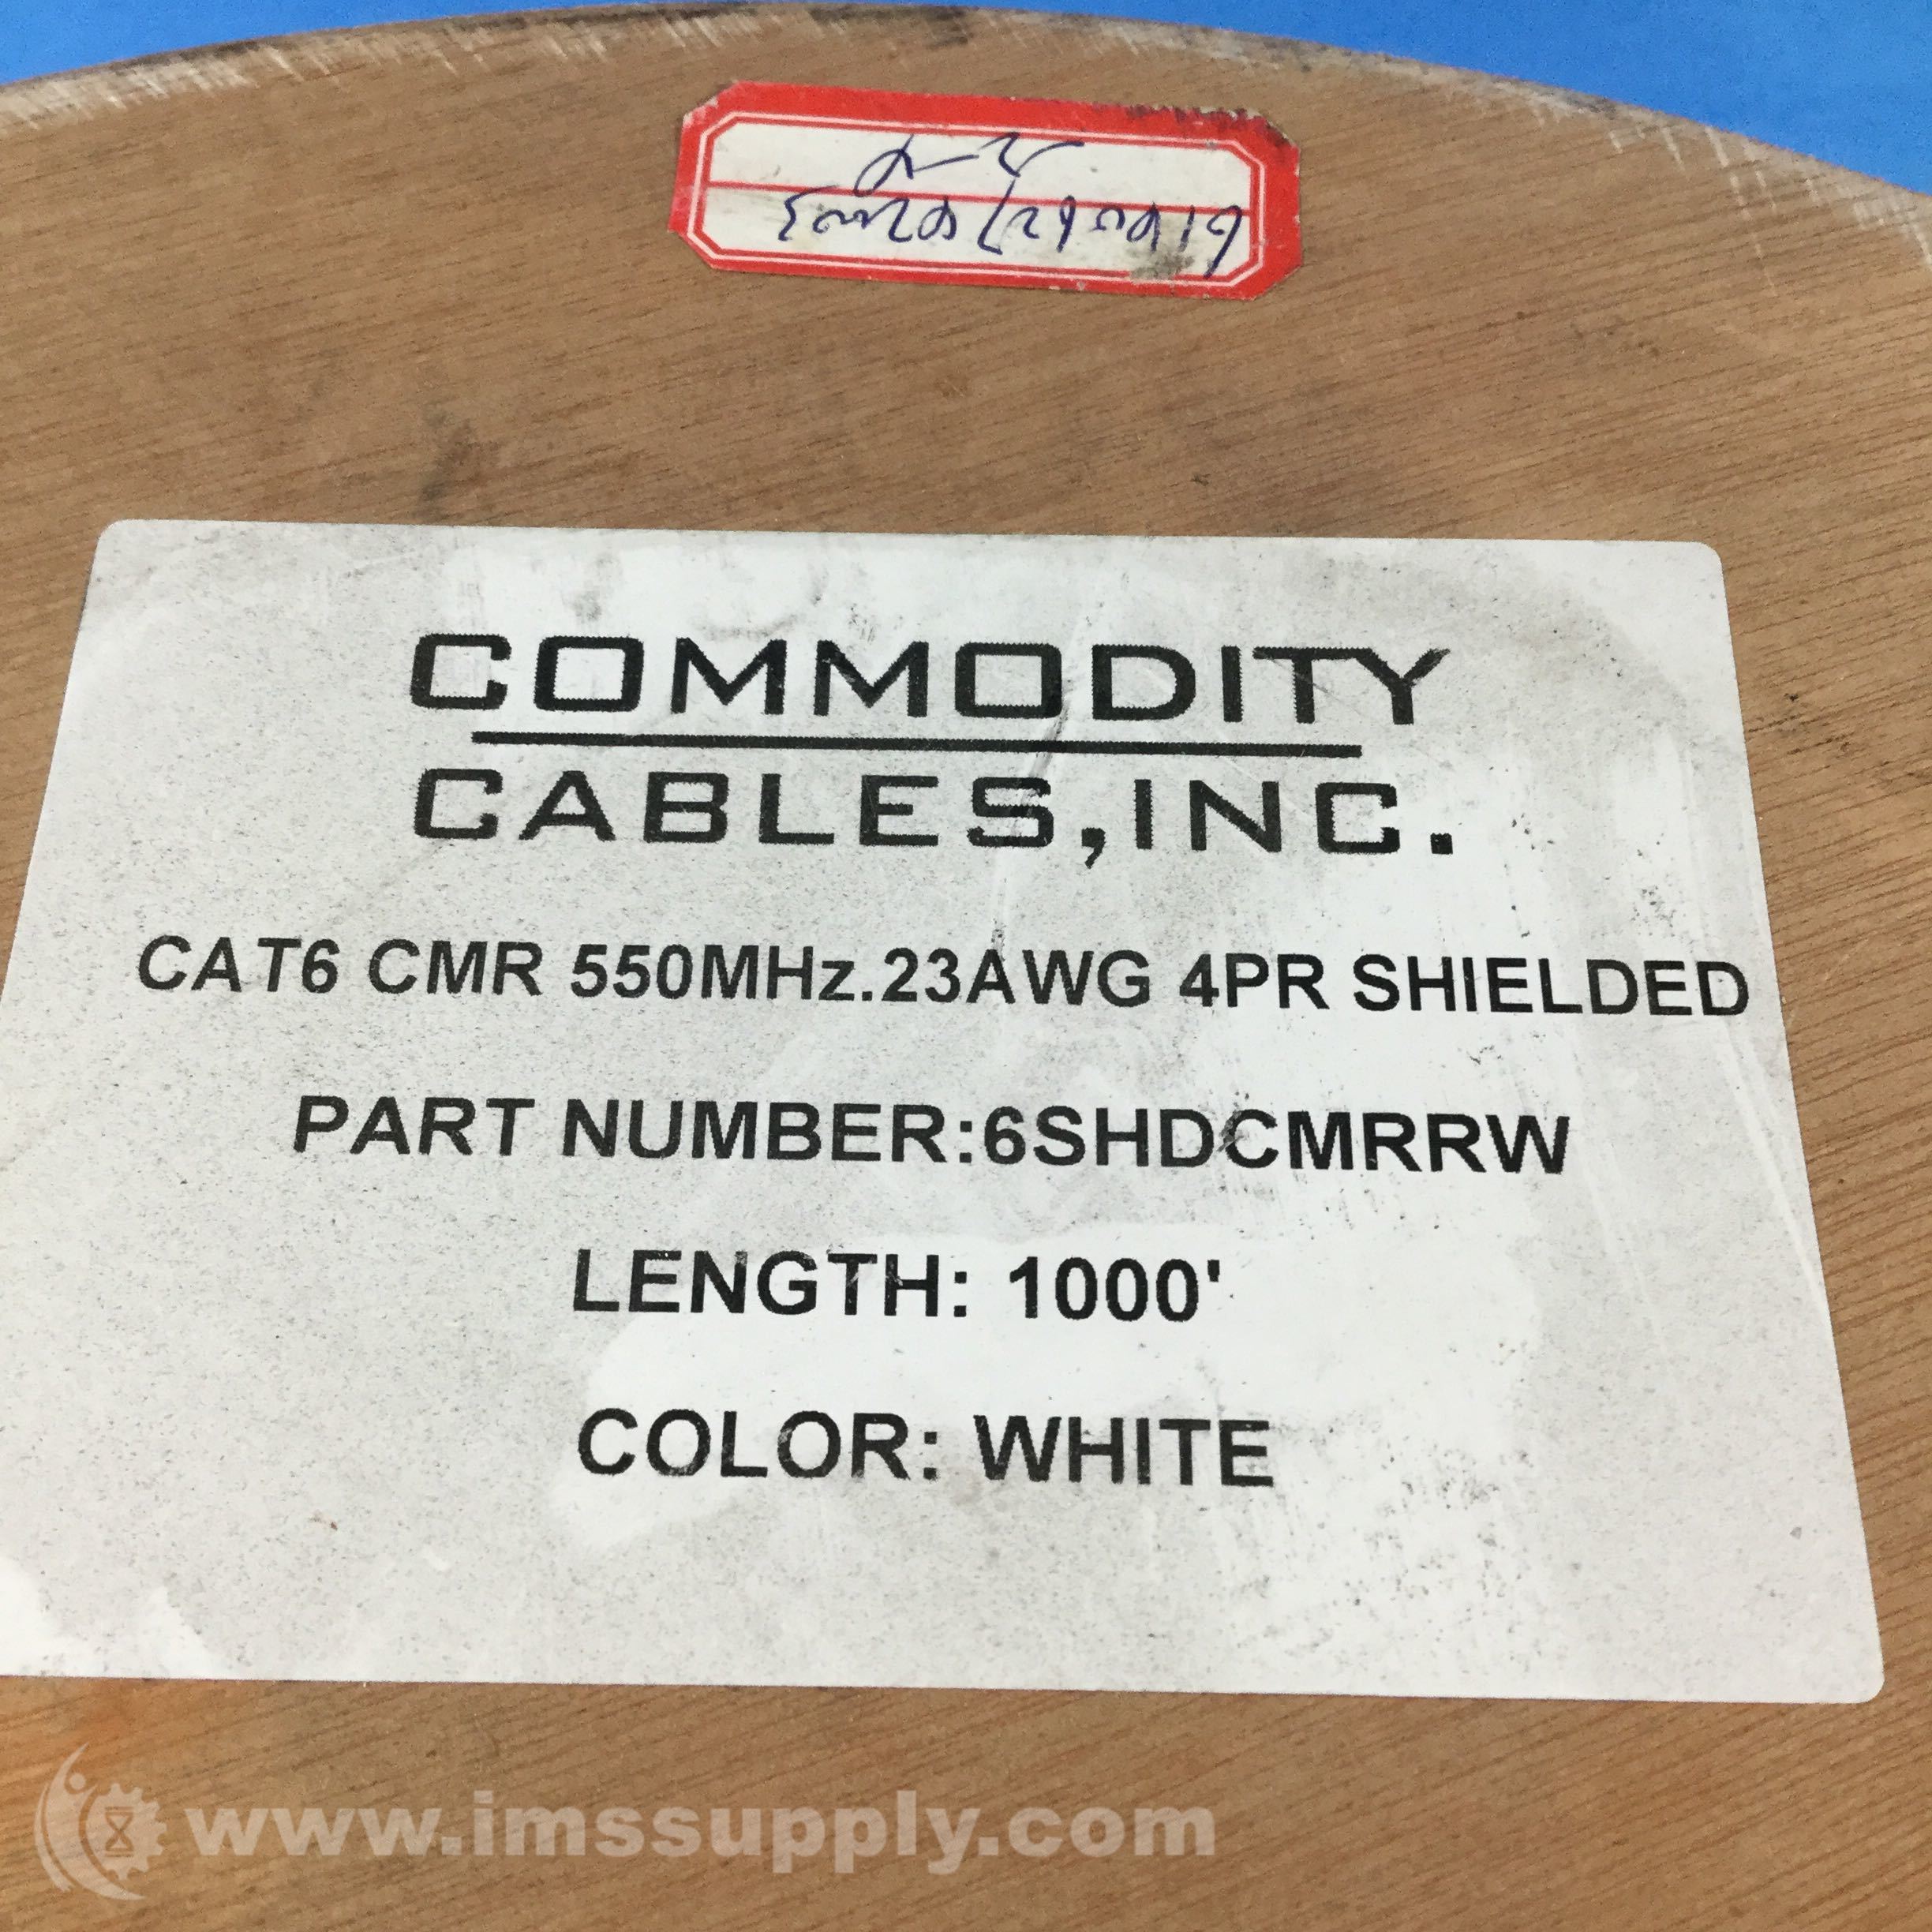 COMMODITY
CABLES,INC.
CAT6 CMR 550MHz.23AWG 4PR SHIELDED
PART NUMBER:6SHDCMRRW
LENGTH: 1000'
COLOR: WHITE
www.imssupply.com